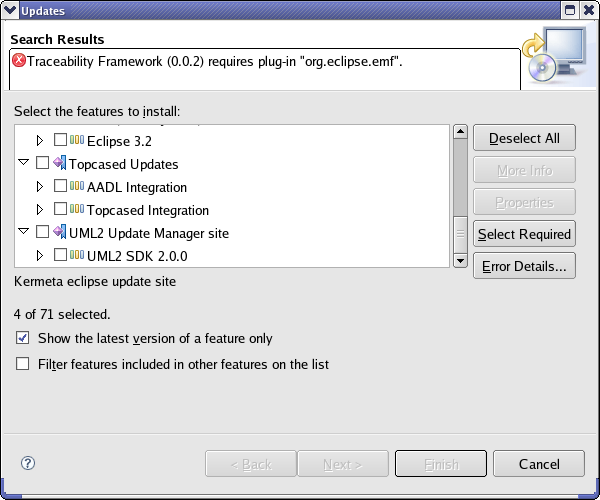 Updates
Search Results
Traceability Framework (0.0.2) requires plug-in "org.eclipse.emf".
Select the features to install:
Eclipse 3.2
Topcased Updates
AADL Integration
Topcased Integration
UML2 Update Manager site
UML2 SDK 2.0.0
Deselect All
More Info
Properties
Select Required
Error Details...
Kermeta eclipse update site
4 of 71 selected.
Show the latest version of a feature only
Filter features included in other features on the list
?
< Back
Next >
Finish
Cancel